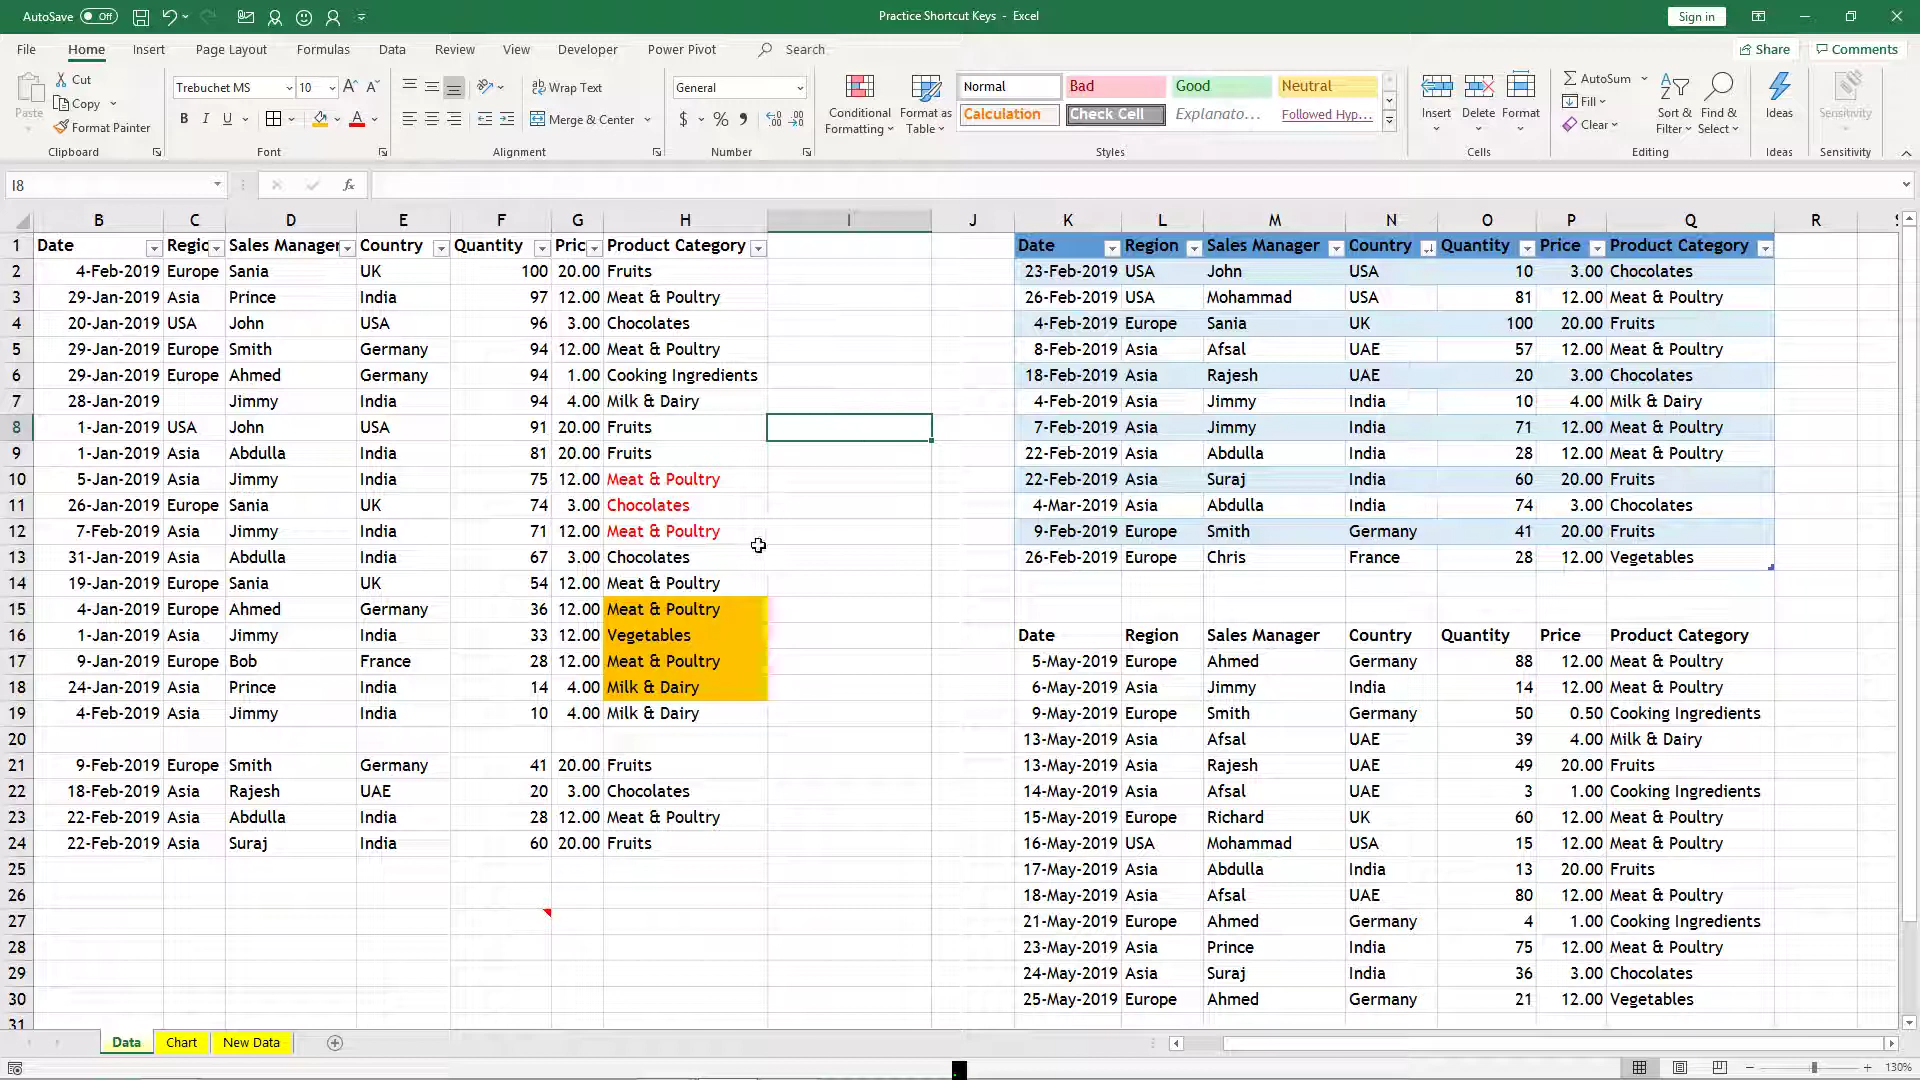 AutoSave Off Practice Shortcut Keys - Excel Sign in
File Home Insert Page Layout Formulas Data Review View Developer Power Pivot Search Share Comments
Cut
Copy
Format Painter
Paste
Clipboard
Trebuchet MS 10
B I U
Font
Wrap Text
Merge & Center
Alignment
General
$ % 9
Number
Conditional Formatting
Format as Table
Normal Bad Good Neutral
Calculation Check Cell Explanato... Followed Hyp...
Styles
Insert Delete Format
Cells
AutoSum
Fill
Clear
Sort & Filter
Find & Select
Editing
Ideas
Ideas
Sensitivity
Sensitivity
I8 fx
B C D E F G H I J K L M N O P Q R
1 Date Regic Sales Manager Country Quantity Pric Product Category Date Region Sales Manager Country Quantity Price Product Category
2 4-Feb-2019 Europe Sania UK 100 20.00 Fruits 23-Feb-2019 USA John USA 10 3.00 Chocolates
3 29-Jan-2019 Asia Prince India 97 12.00 Meat & Poultry 26-Feb-2019 USA Mohammad USA 81 12.00 Meat & Poultry
4 20-Jan-2019 USA John USA 96 3.00 Chocolates 4-Feb-2019 Europe Sania UK 100 20.00 Fruits
5 29-Jan-2019 Europe Smith Germany 94 12.00 Meat & Poultry 8-Feb-2019 Asia Afsal UAE 57 12.00 Meat & Poultry
6 29-Jan-2019 Europe Ahmed Germany 94 1.00 Cooking Ingredients 18-Feb-2019 Asia Rajesh UAE 20 3.00 Chocolates
7 28-Jan-2019 Jimmy India 94 4.00 Milk & Dairy 4-Feb-2019 Asia Jimmy India 10 4.00 Milk & Dairy
8 1-Jan-2019 USA John USA 91 20.00 Fruits 7-Feb-2019 Asia Jimmy India 71 12.00 Meat & Poultry
9 1-Jan-2019 Asia Abdulla India 81 20.00 Fruits 22-Feb-2019 Asia Abdulla India 28 12.00 Meat & Poultry
10 5-Jan-2019 Asia Jimmy India 75 12.00 Meat & Poultry 22-Feb-2019 Asia Suraj India 60 20.00 Fruits
11 26-Jan-2019 Europe Sania UK 74 3.00 Chocolates 4-Mar-2019 Asia Abdulla India 74 3.00 Chocolates
12 7-Feb-2019 Asia Jimmy India 71 12.00 Meat & Poultry 9-Feb-2019 Europe Smith Germany 41 20.00 Fruits
13 31-Jan-2019 Asia Abdulla India 67 3.00 Chocolates 26-Feb-2019 Europe Chris France 28 12.00 Vegetables
14 19-Jan-2019 Europe Sania UK 54 12.00 Meat & Poultry
15 4-Jan-2019 Europe Ahmed Germany 36 12.00 Meat & Poultry
16 1-Jan-2019 Asia Jimmy India 33 12.00 Vegetables Date Region Sales Manager Country Quantity Price Product Category
17 9-Jan-2019 Europe Bob France 28 12.00 Meat & Poultry 5-May-2019 Europe Ahmed Germany 88 12.00 Meat & Poultry
18 24-Jan-2019 Asia Prince India 14 4.00 Milk & Dairy 6-May-2019 Asia Jimmy India 14 12.00 Meat & Poultry
19 4-Feb-2019 Asia Jimmy India 10 4.00 Milk & Dairy 9-May-2019 Europe Smith Germany 50 0.50 Cooking Ingredients
20 13-May-2019 Asia Afsal UAE 39 4.00 Milk & Dairy
21 9-Feb-2019 Europe Smith Germany 41 20.00 Fruits 13-May-2019 Asia Rajesh UAE 49 20.00 Fruits
22 18-Feb-2019 Asia Rajesh UAE 20 3.00 Chocolates 14-May-2019 Asia Afsal UAE 3 1.00 Cooking Ingredients
23 22-Feb-2019 Asia Abdulla India 28 12.00 Meat & Poultry 15-May-2019 Europe Richard UK 60 12.00 Meat & Poultry
24 22-Feb-2019 Asia Suraj India 60 20.00 Fruits 16-May-2019 USA Mohammad USA 15 12.00 Meat & Poultry
25 17-May-2019 Asia Abdulla India 13 20.00 Fruits
26 18-May-2019 Asia Afsal UAE 80 12.00 Meat & Poultry
27 21-May-2019 Europe Ahmed Germany 4 1.00 Cooking Ingredients
28 23-May-2019 Asia Prince India 75 12.00 Meat & Poultry
29 24-May-2019 Asia Suraj India 36 3.00 Chocolates
30 25-May-2019 Europe Ahmed Germany 21 12.00 Vegetables
31
Data Chart New Data
130%